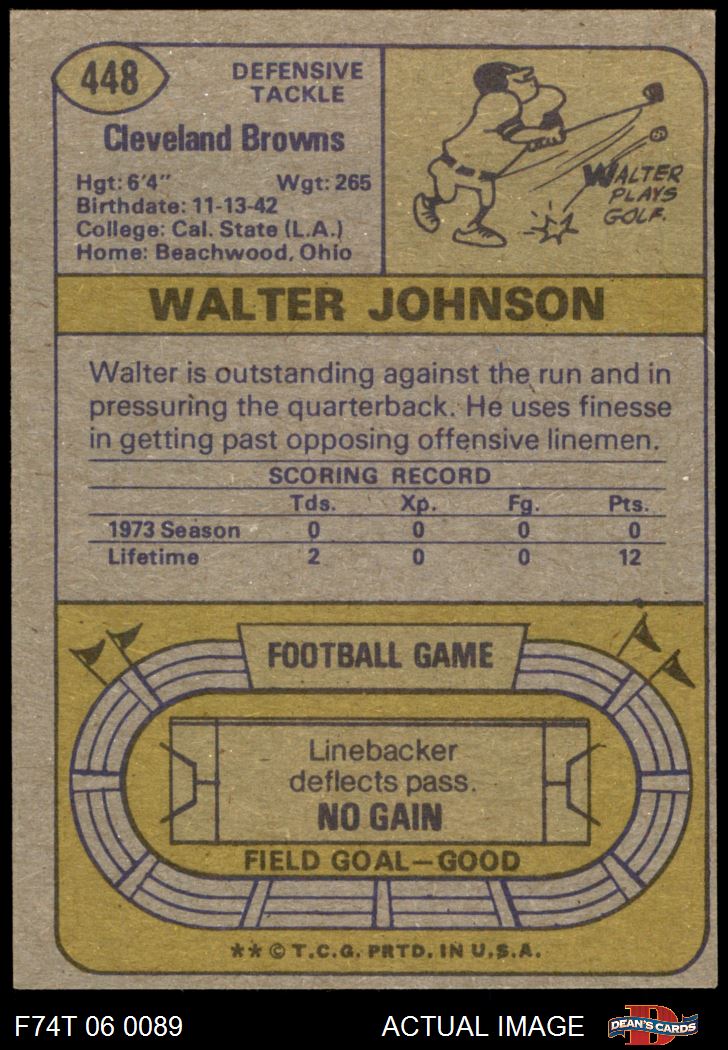 448
DEFENSIVE
TACKLE
Cleveland Browns
Hgt: 6'4" Wgt: 265
Birthdate: 11-13-42
College: Cal. State (L.A.)
Home: Beachwood, Ohio
WALTER
PLAYS
GOLF.
WALTER JOHNSON
Walter is outstanding against the run and in
pressuring the quarterback. He uses finesse
in getting past opposing offensive linemen.
SCORING RECORD
Tds. Xp. Fg. Pts.
1973 Season 0 0 0 0
Lifetime 2 0 0 12
FOOTBALL GAME
Linebacker
deflects pass.
NO GAIN
FIELD GOAL—GOOD
** © T.C.G. PRTD. IN U.S.A.
F74T 06 0089 ACTUAL IMAGE
D
DEAN'S CARDS